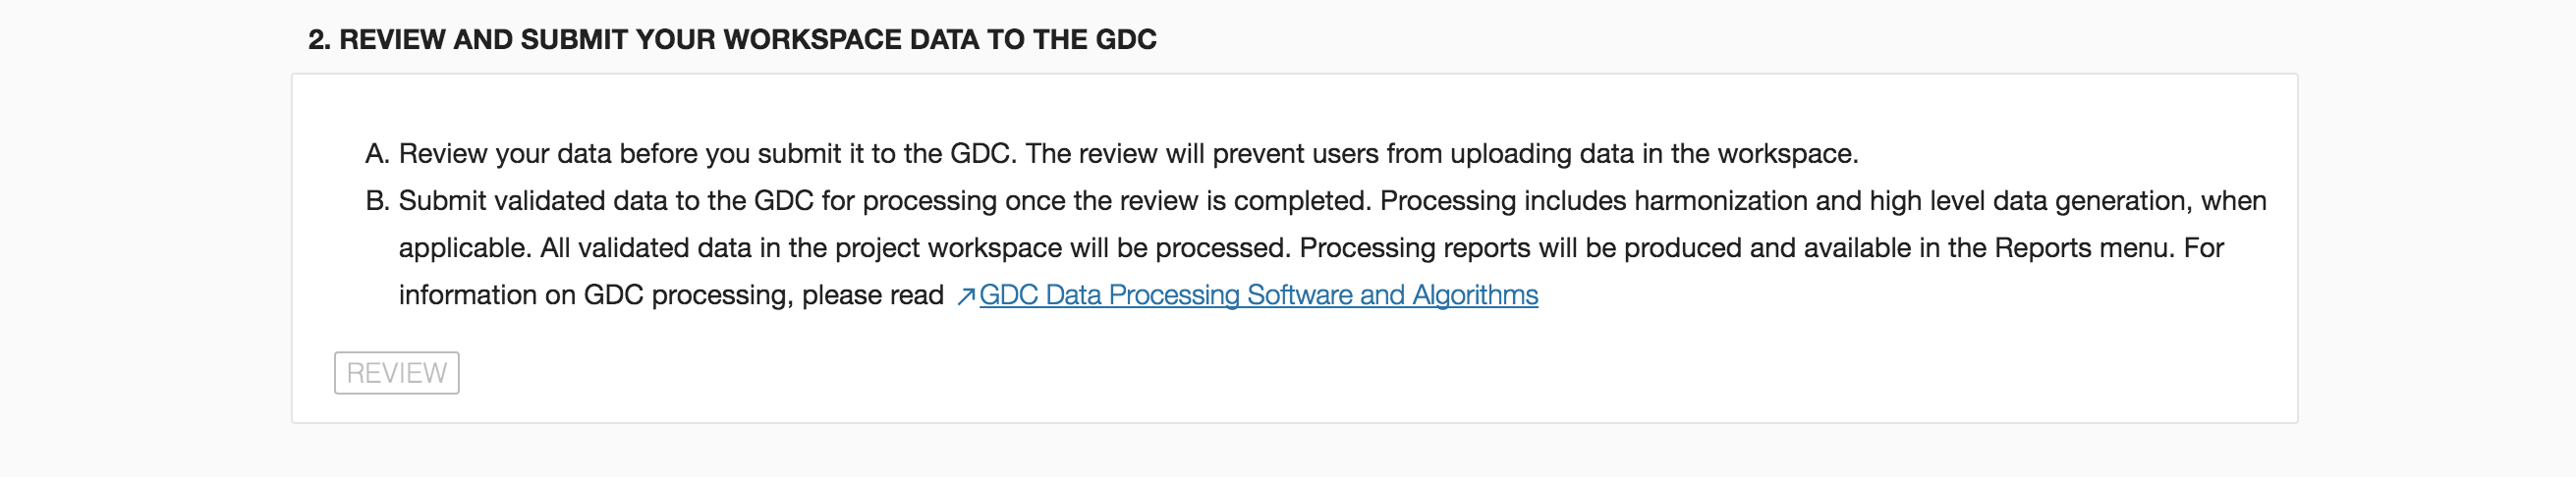 2. REVIEW AND SUBMIT YOUR WORKSPACE DATA TO THE GDC
A. Review your data before you submit it to the GDC. The review will prevent users from uploading data in the workspace.
B. Submit validated data to the GDC for processing once the review is completed. Processing includes harmonization and high level data generation, when
applicable. All validated data in the project workspace will be processed. Processing reports will be produced and available in the Reports menu. For
information on GDC processing, please read GDC Data Processing Software and Algorithms
REVIEW